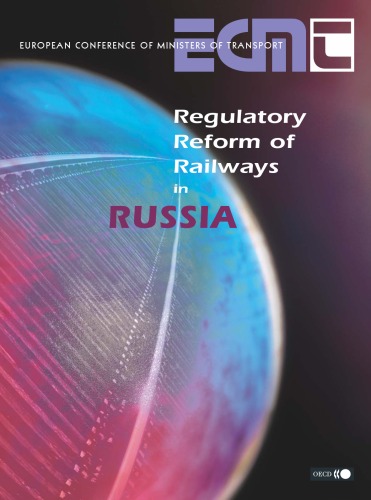 EUROPEAN CONFERENCE OF MINISTERS OF TRANSPORT
ECMT
Regulatory
Reform of
Railways
in
RUSSIA
OECD